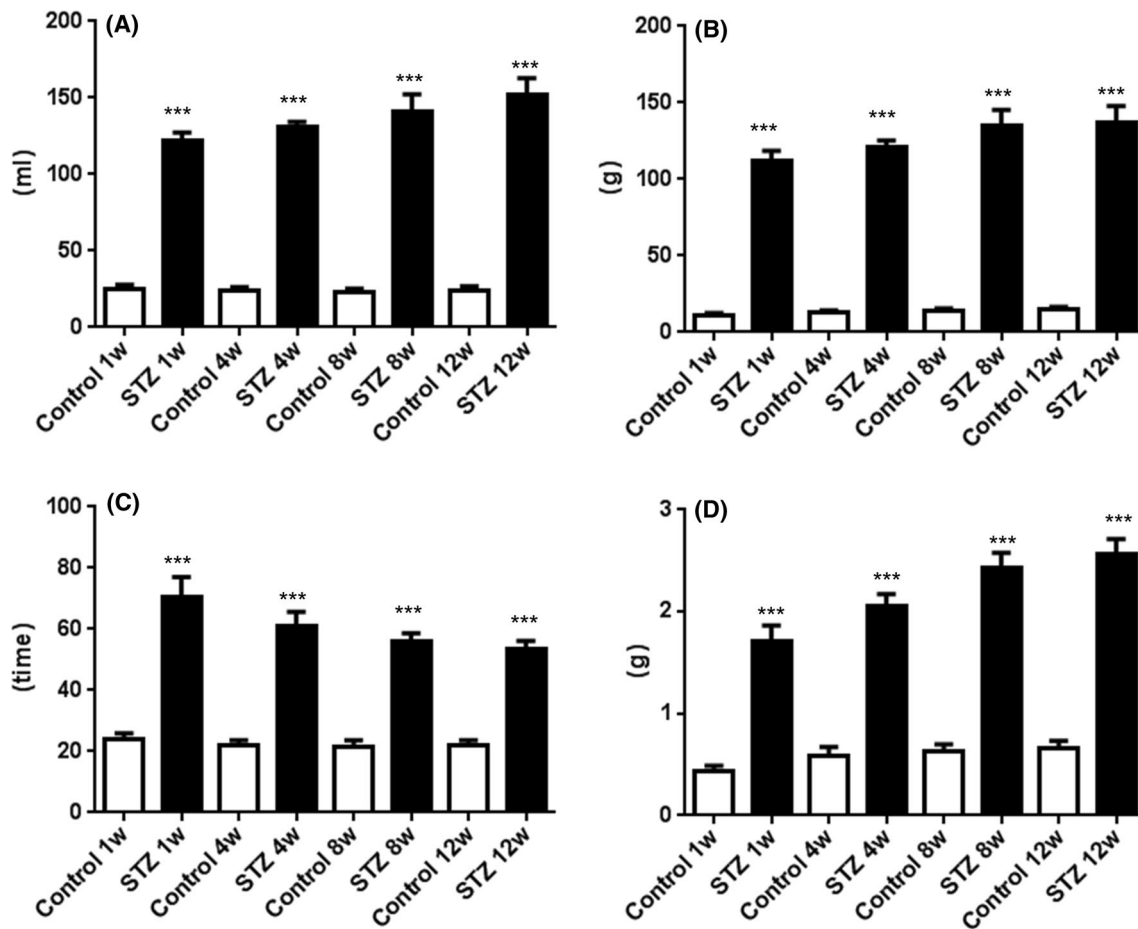 (A)
(ml)
200
150
100
50
0
*** *** *** ***
Control 1w
STZ 1w
Control 4w
STZ 4w
Control 8w
STZ 8w
Control 12w
STZ 12w
(B)
(g)
200
150
100
50
0
*** *** *** ***
Control 1w
STZ 1w
Control 4w
STZ 4w
Control 8w
STZ 8w
Control 12w
STZ 12w
(C)
(time)
100
80
60
40
20
0
*** *** *** ***
Control 1w
STZ 1w
Control 4w
STZ 4w
Control 8w
STZ 8w
Control 12w
STZ 12w
(D)
(g)
3
2
1
0
*** *** *** ***
Control 1w
STZ 1w
Control 4w
STZ 4w
Control 8w
STZ 8w
Control 12w
STZ 12w